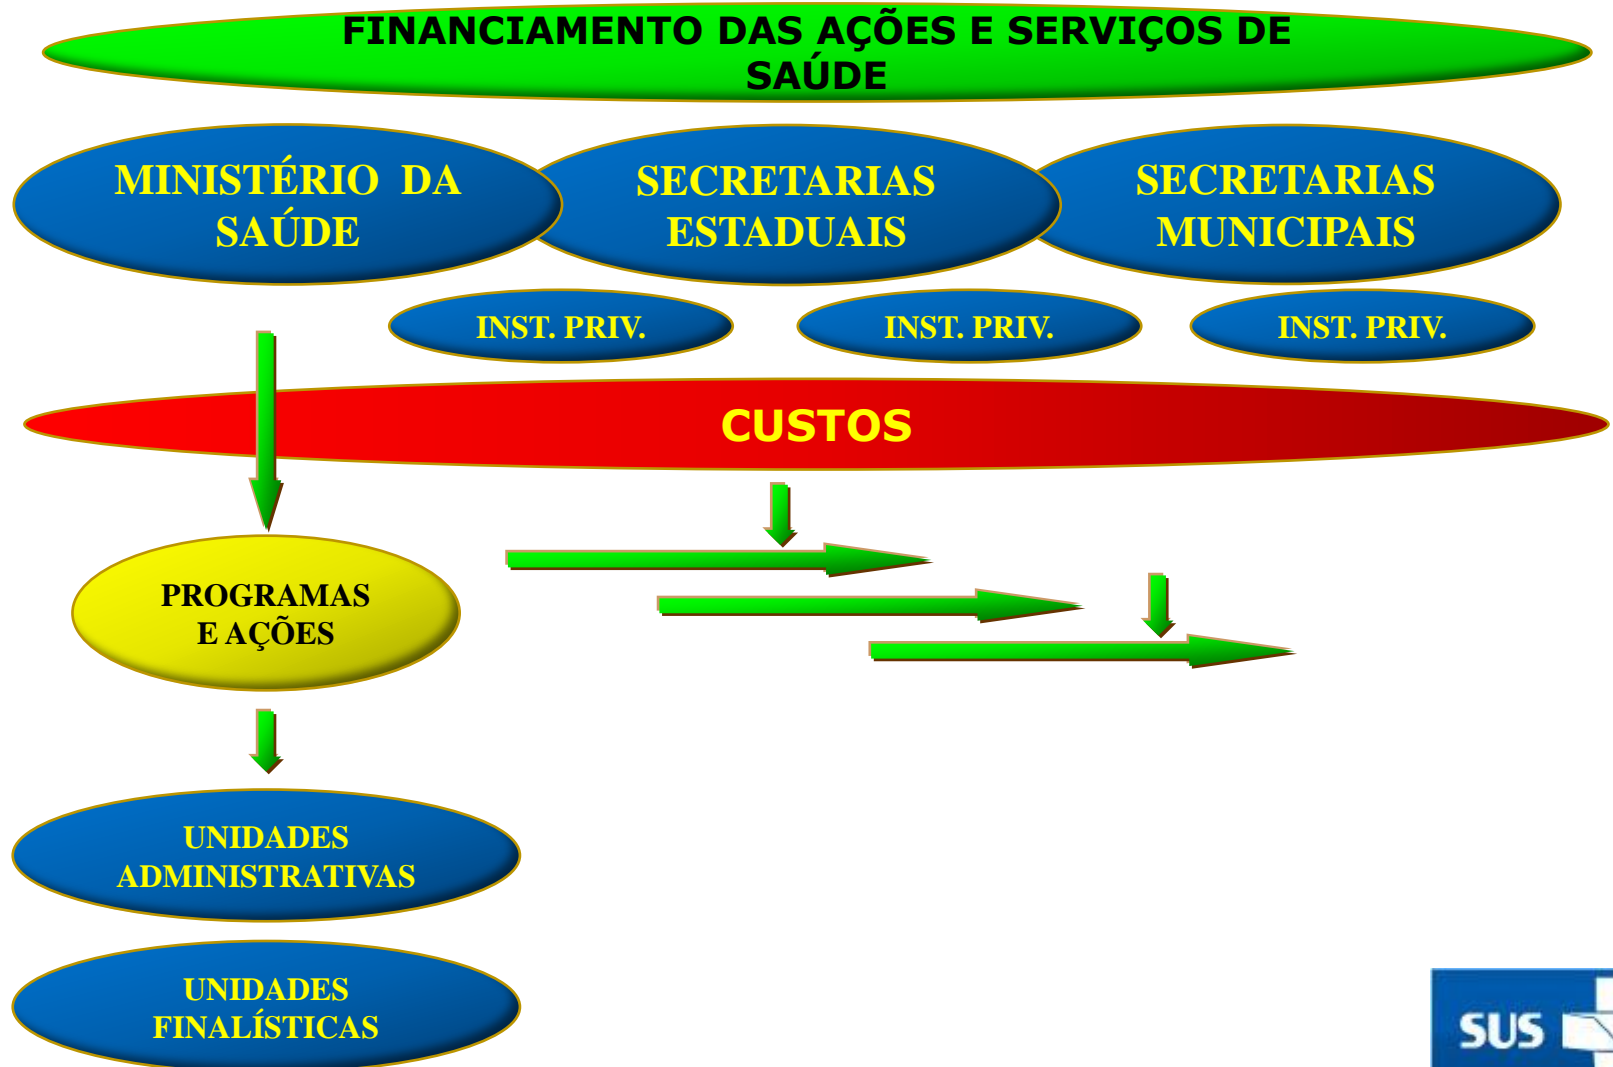 FINANCIAMENTO DAS AÇÕES E SERVIÇOS DE
SAÚDE
MINISTÉRIO DA
SAÚDE
SECRETARIAS
ESTADUAIS
SECRETARIAS
MUNICIPAIS
INST. PRIV.
INST. PRIV.
INST. PRIV.
CUSTOS
PROGRAMAS
E AÇÕES
UNIDADES
ADMINISTRATIVAS
UNIDADES
FINALÍSTICAS
SUS